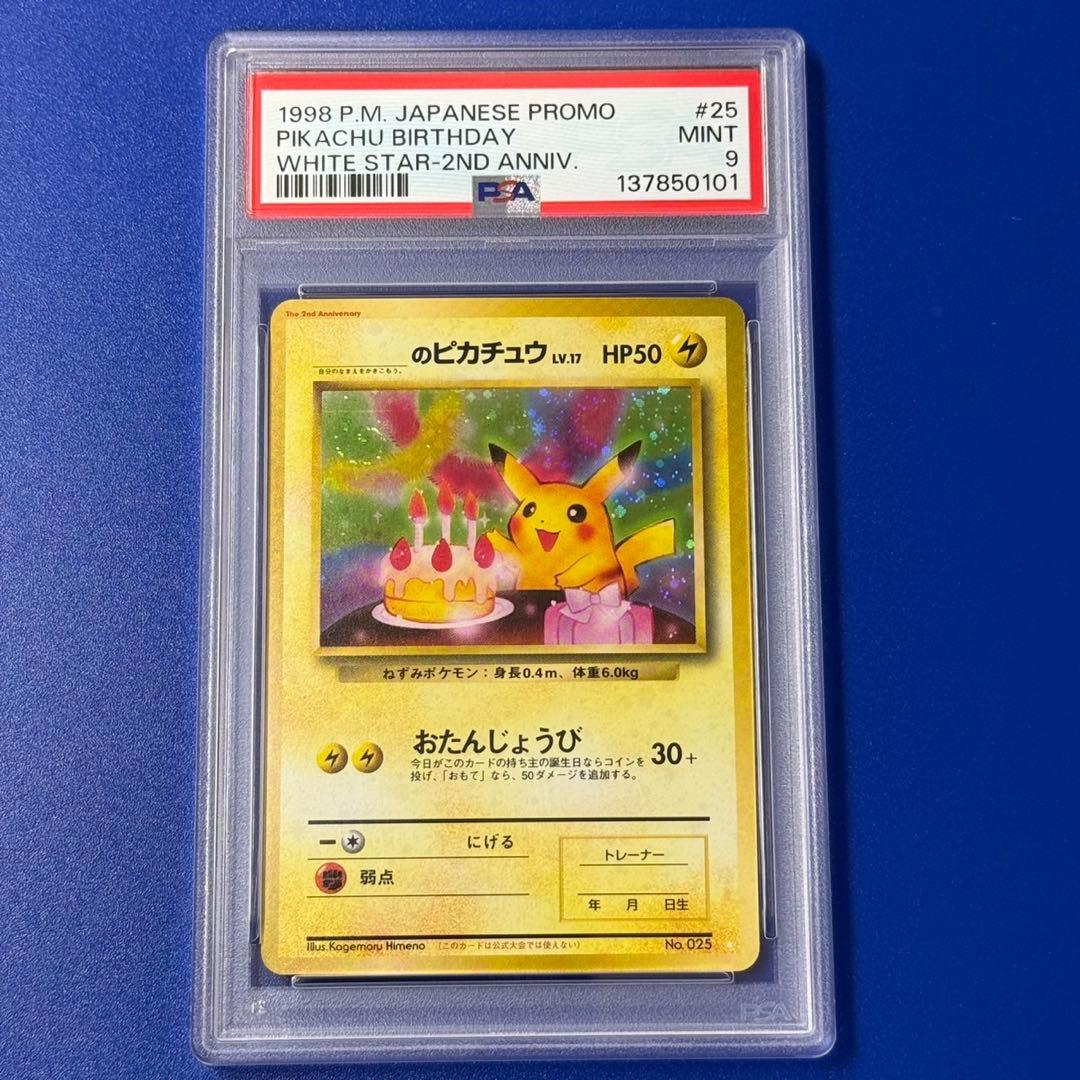 1998 P.M. JAPANESE PROMO #25
PIKACHU BIRTHDAY MINT
WHITE STAR-2ND ANNIV. 9
PSA 137850101
The 2nd Anniversary
のピカチュウ LV.17 HP50
自分のなまえをかきこもう。
ねずみポケモン：身長0.4m、体重6.0kg
おたんじょうび 30+
今日がこのカードの持ち主の誕生日ならコインを
投げ、「おもて」なら、50ダメージを追加する。
にげる
トレーナー
弱点
年 月 日生
Illus.Kagemaru Himeno (このカードは公式大会では使えない) No. 025
PSA